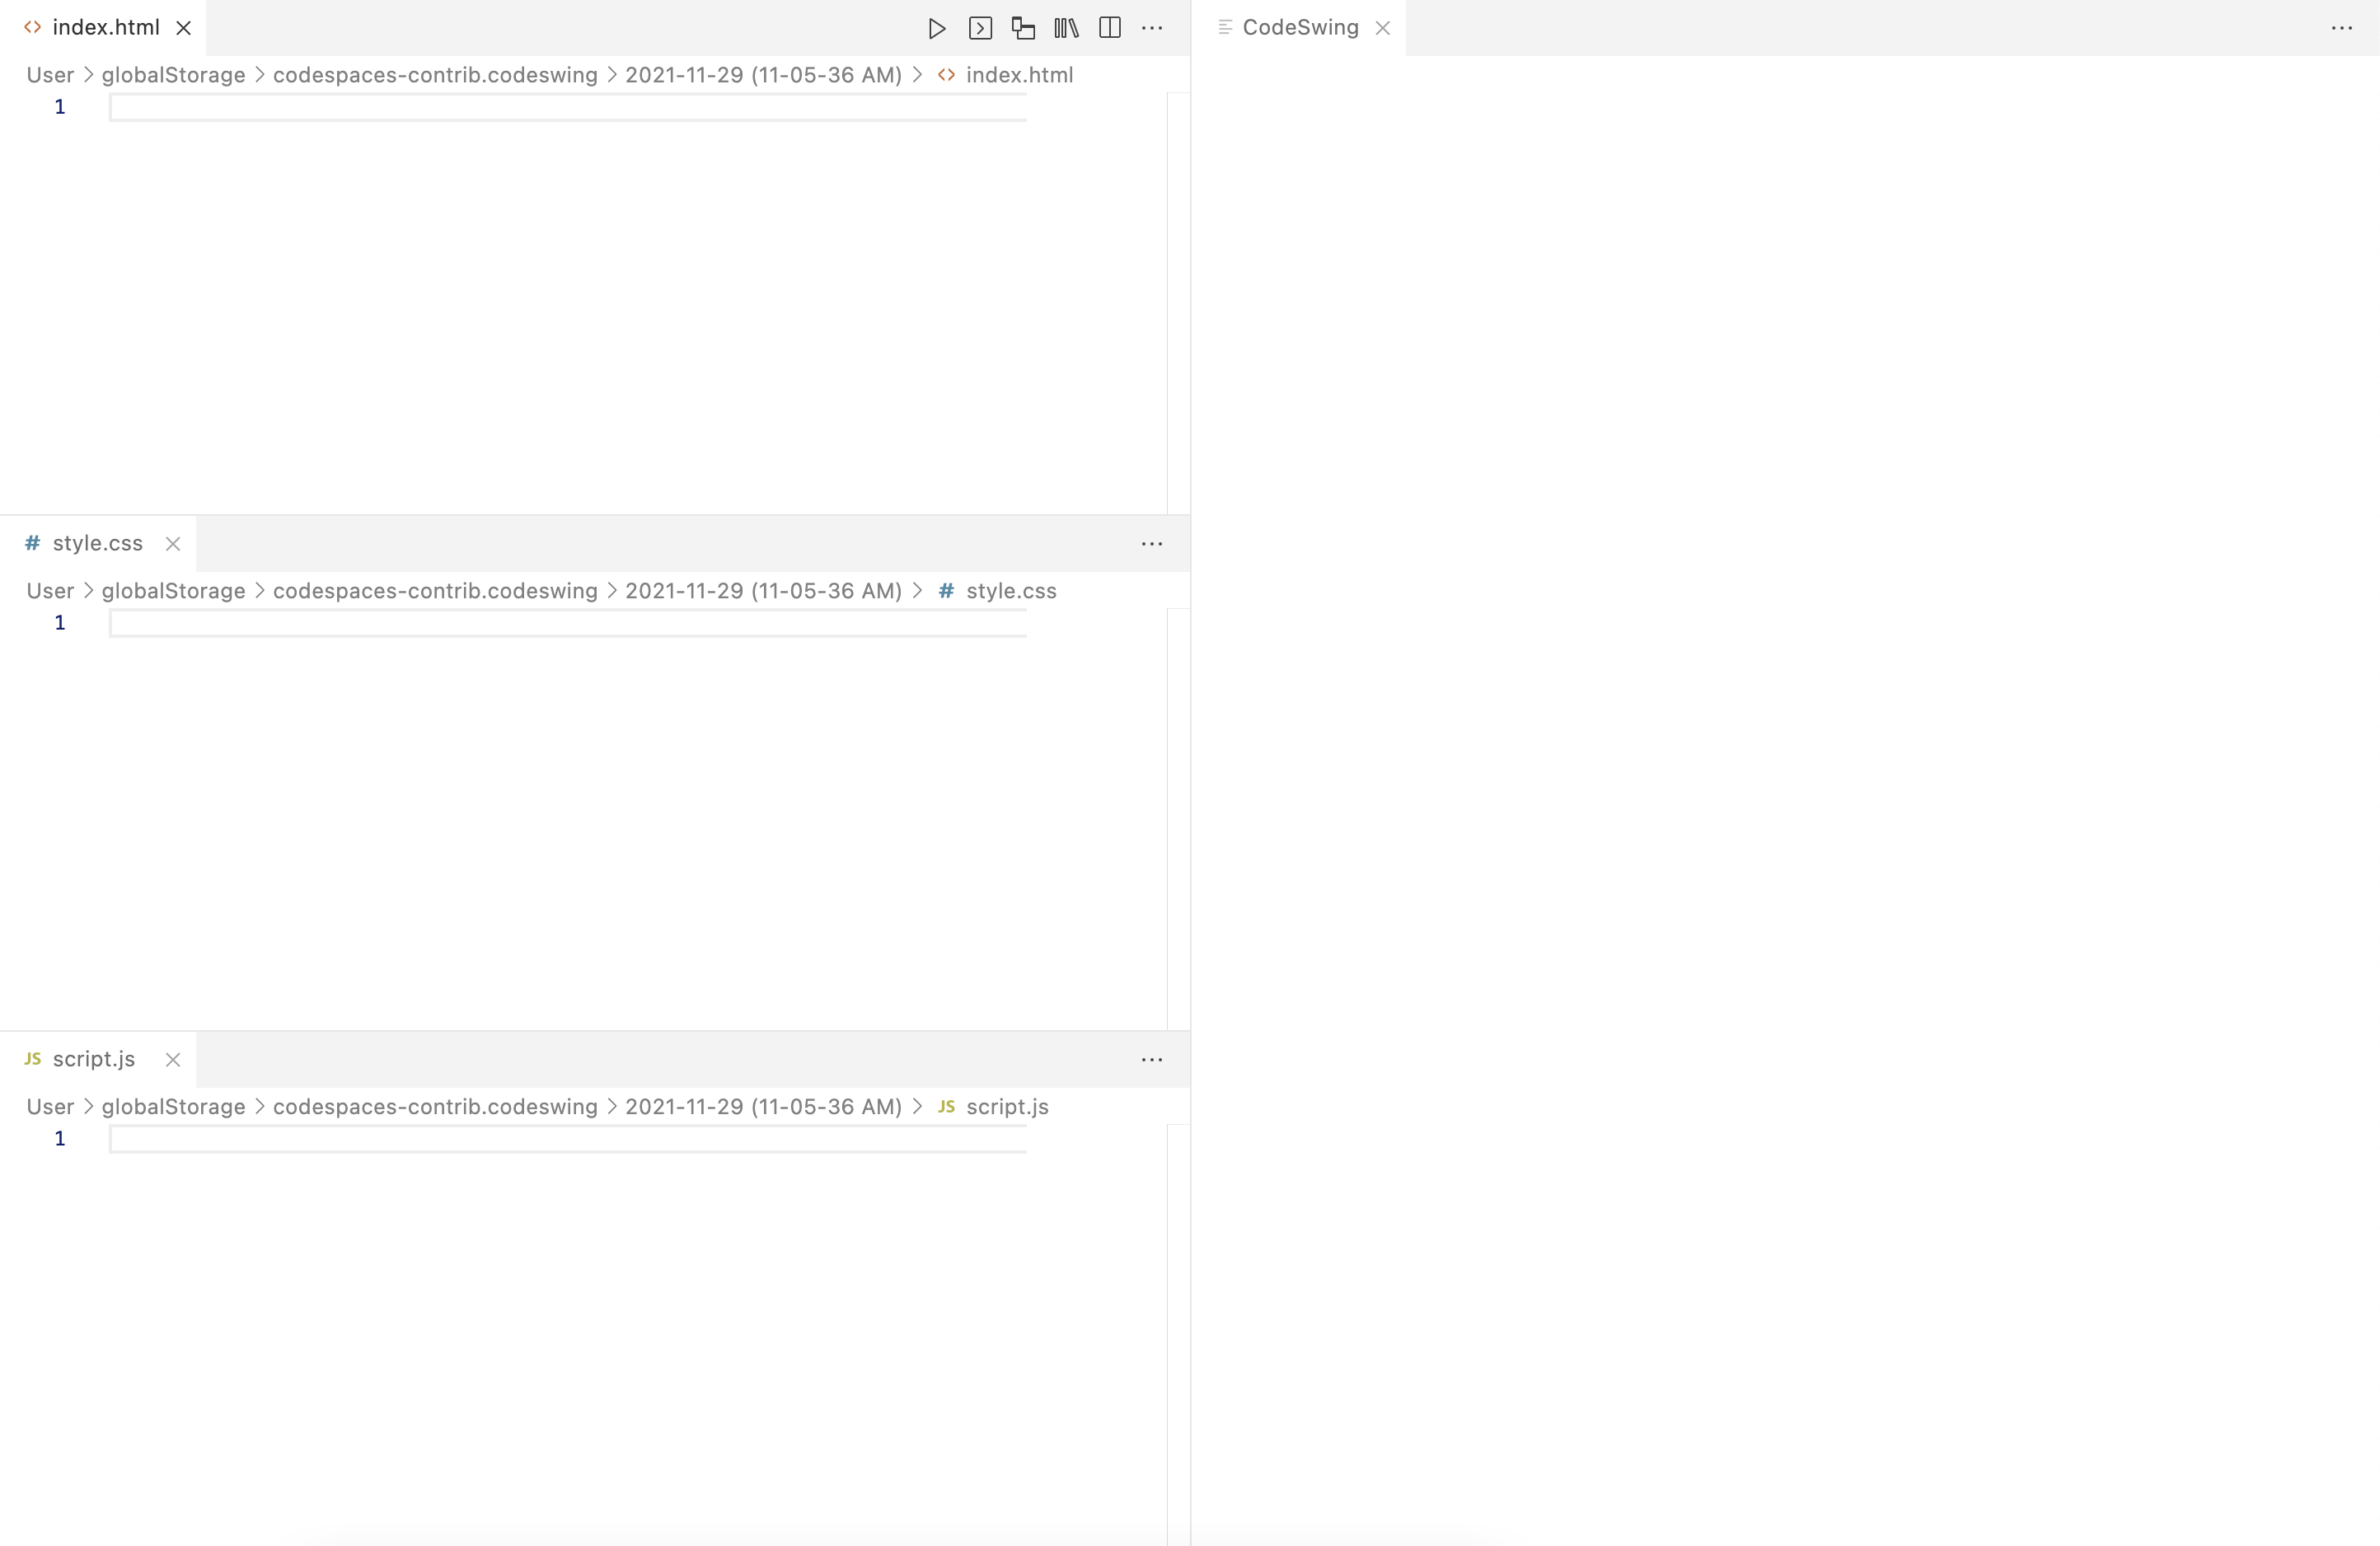 index.html
User > globalStorage > codespaces-contrib.codeswing > 2021-11-29 (11-05-36 AM) > <> index.html
1
# style.css
User > globalStorage > codespaces-contrib.codeswing > 2021-11-29 (11-05-36 AM) > # style.css
1
JS script.js
User > globalStorage > codespaces-contrib.codeswing > 2021-11-29 (11-05-36 AM) > JS script.js
1
CodeSwing